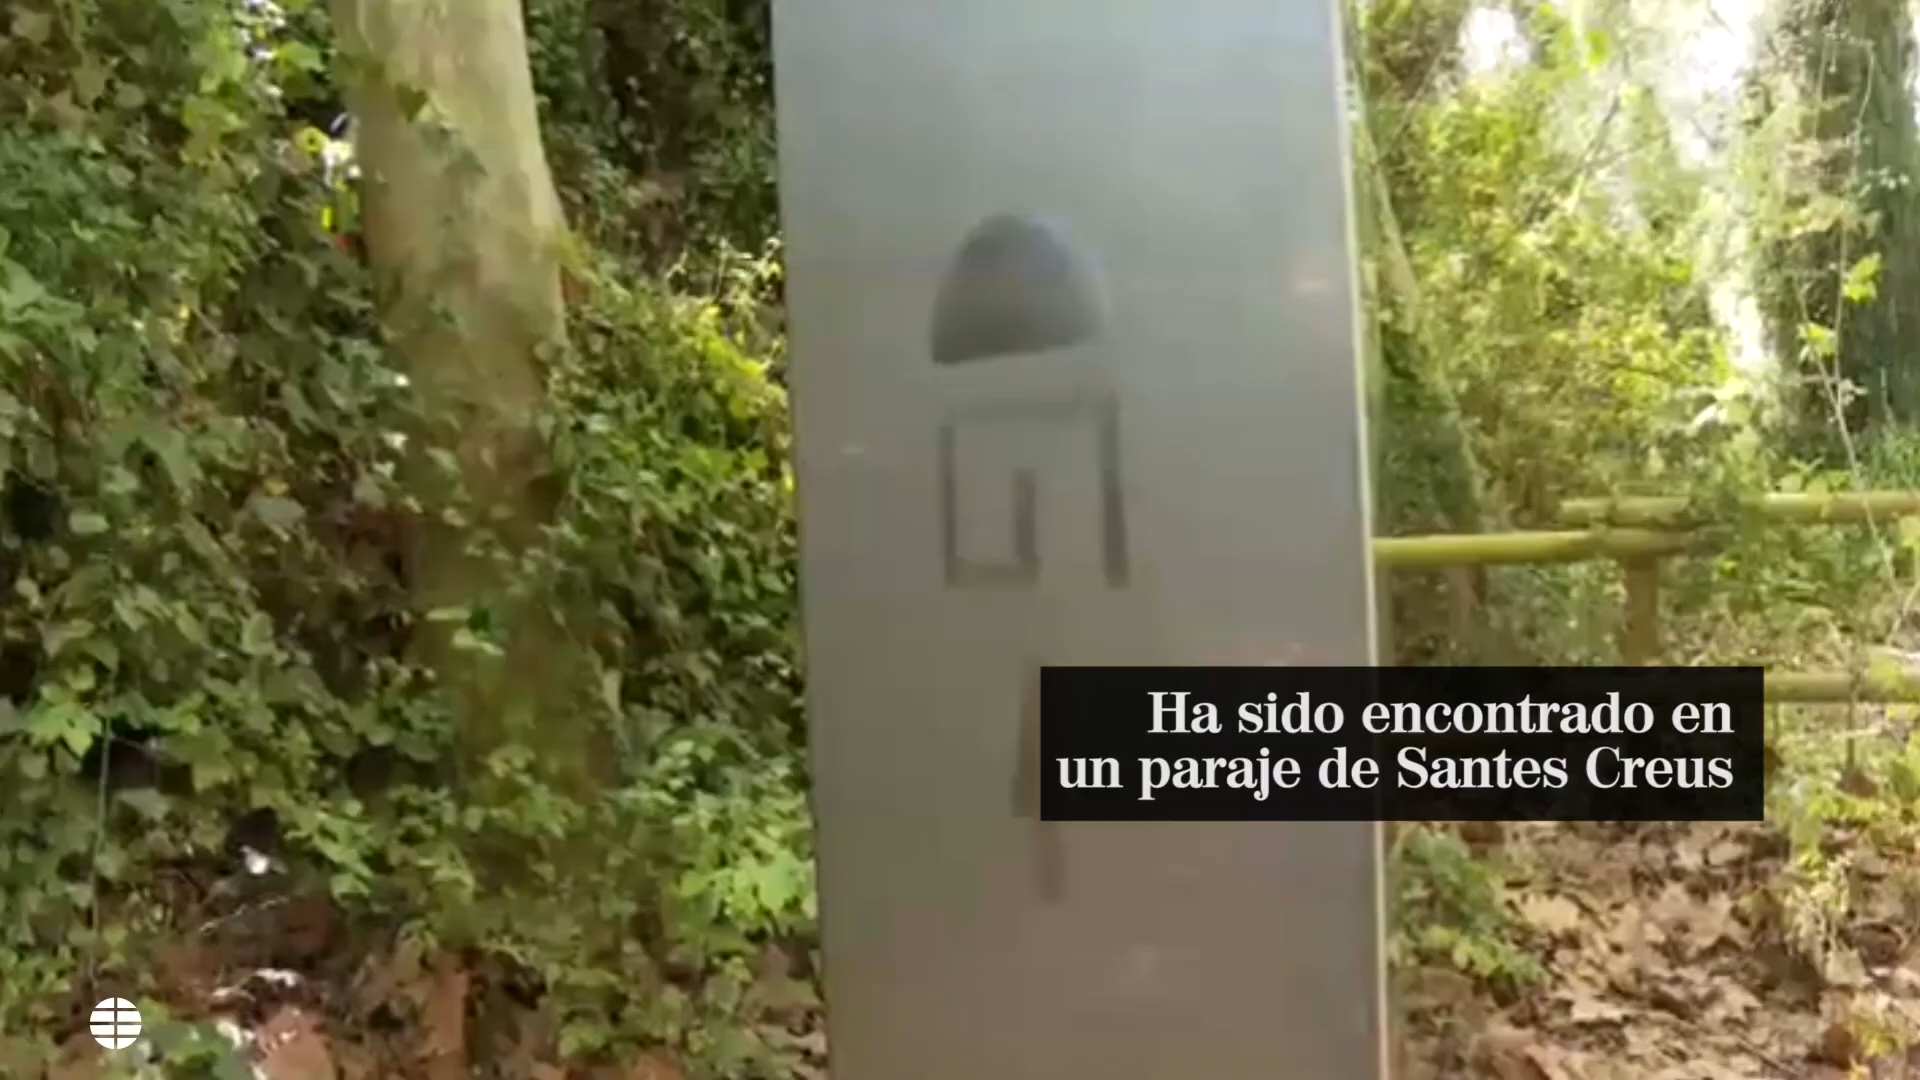 Ha sido encontrado en
un paraje de Santes Creus